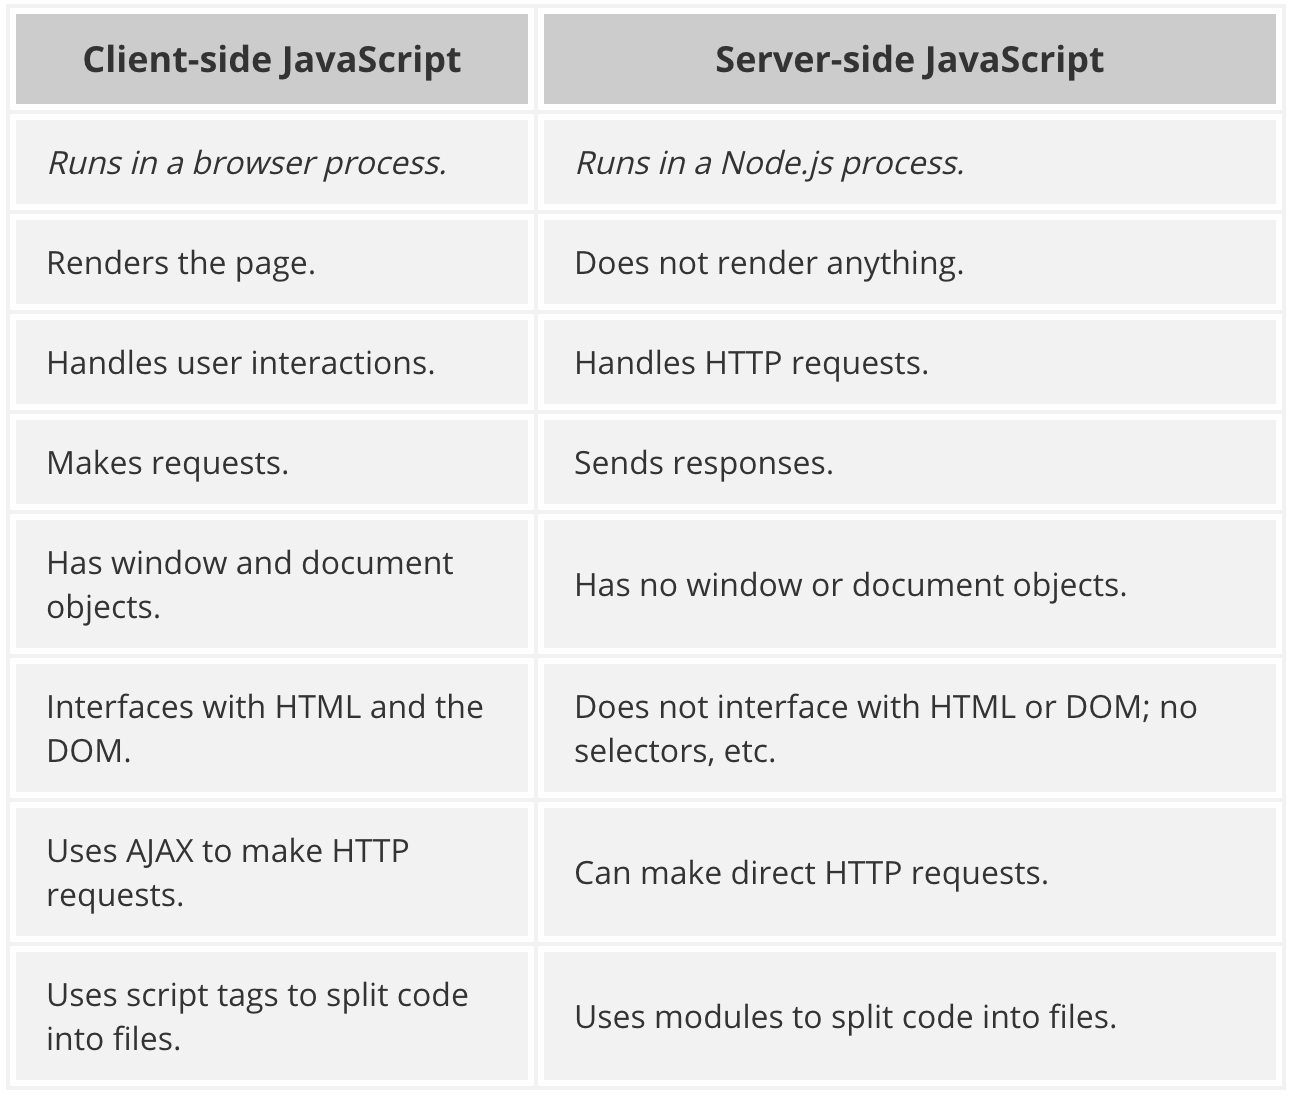 Client-side JavaScript
Server-side JavaScript
Runs in a browser process.
Runs in a Node.js process.
Renders the page.
Does not render anything.
Handles user interactions.
Handles HTTP requests.
Makes requests.
Sends responses.
Has window and document
objects.
Has no window or document objects.
Interfaces with HTML and the
DOM.
Does not interface with HTML or DOM; no
selectors, etc.
Uses AJAX to make HTTP
requests.
Can make direct HTTP requests.
Uses script tags to split code
into files.
Uses modules to split code into files.